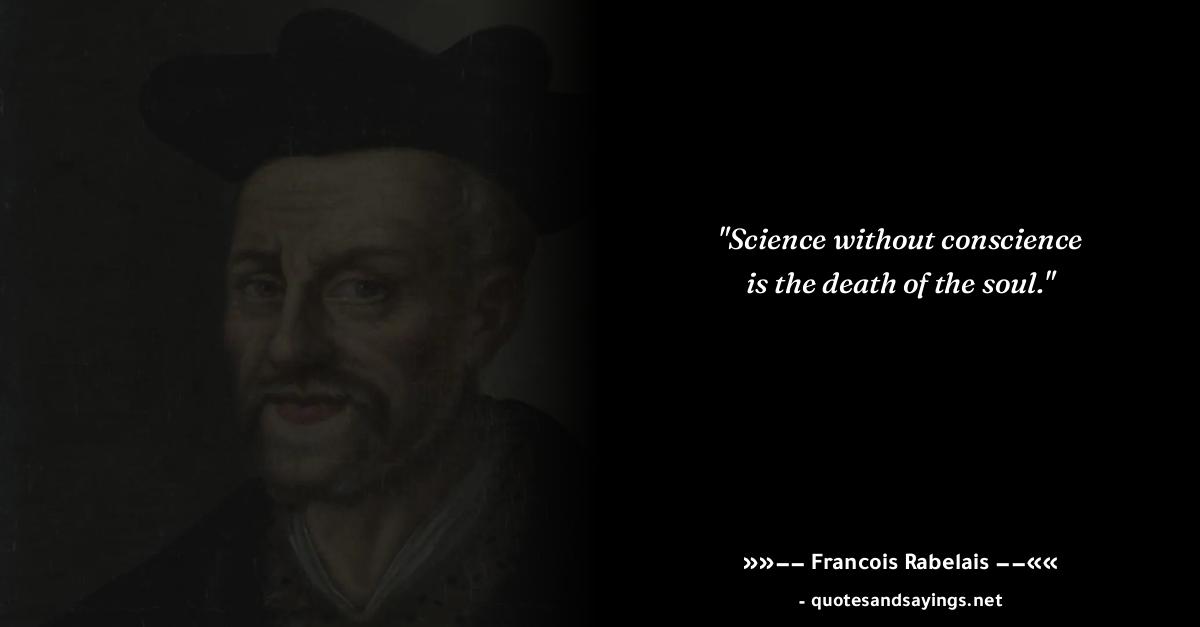 "Science without conscience
is the death of the soul."
»»−− Francois Rabelais −−««
- quotesandsayings.net